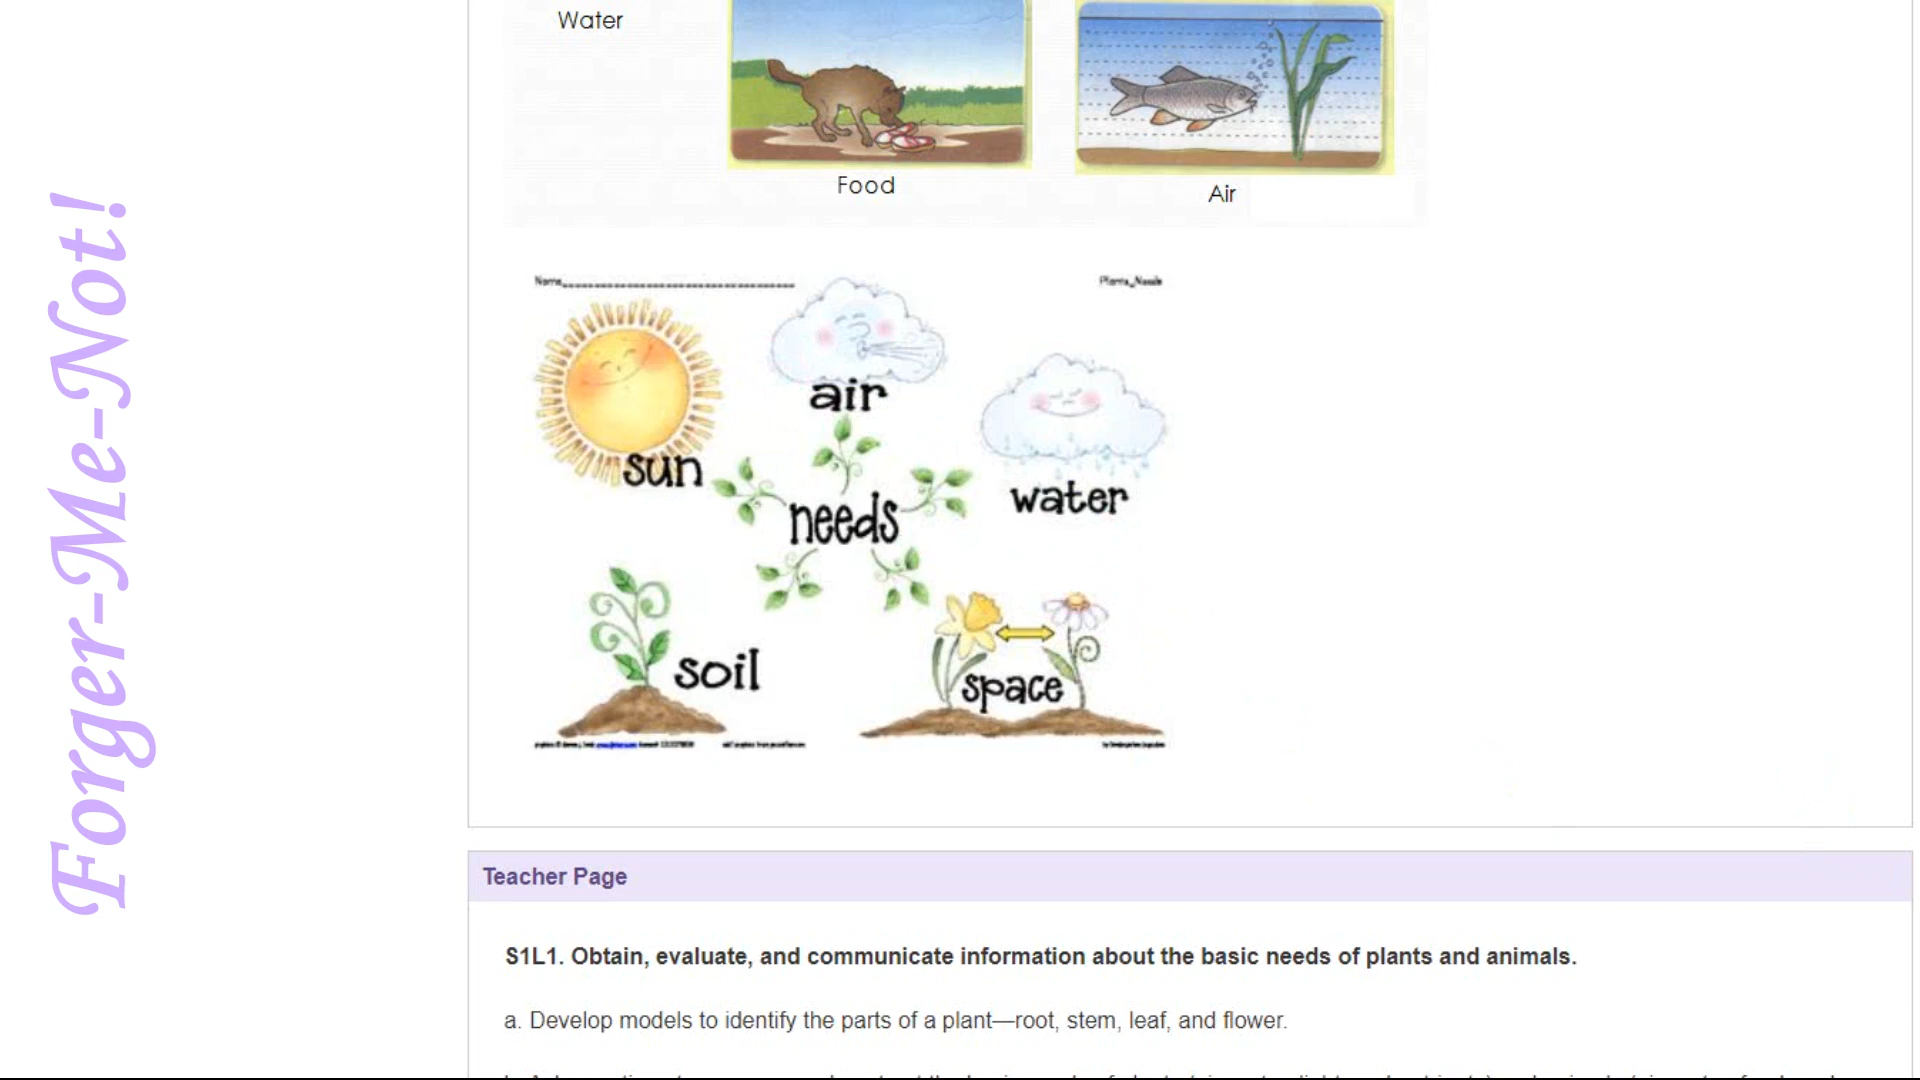 Forger-Me-Not!
Water
Food
Air
Name
Plants_Needs
air
sun
needs
water
soil
space
Teacher Page
S1L1. Obtain, evaluate, and communicate information about the basic needs of plants and animals.
a. Develop models to identify the parts of a plant—root, stem, leaf, and flower.